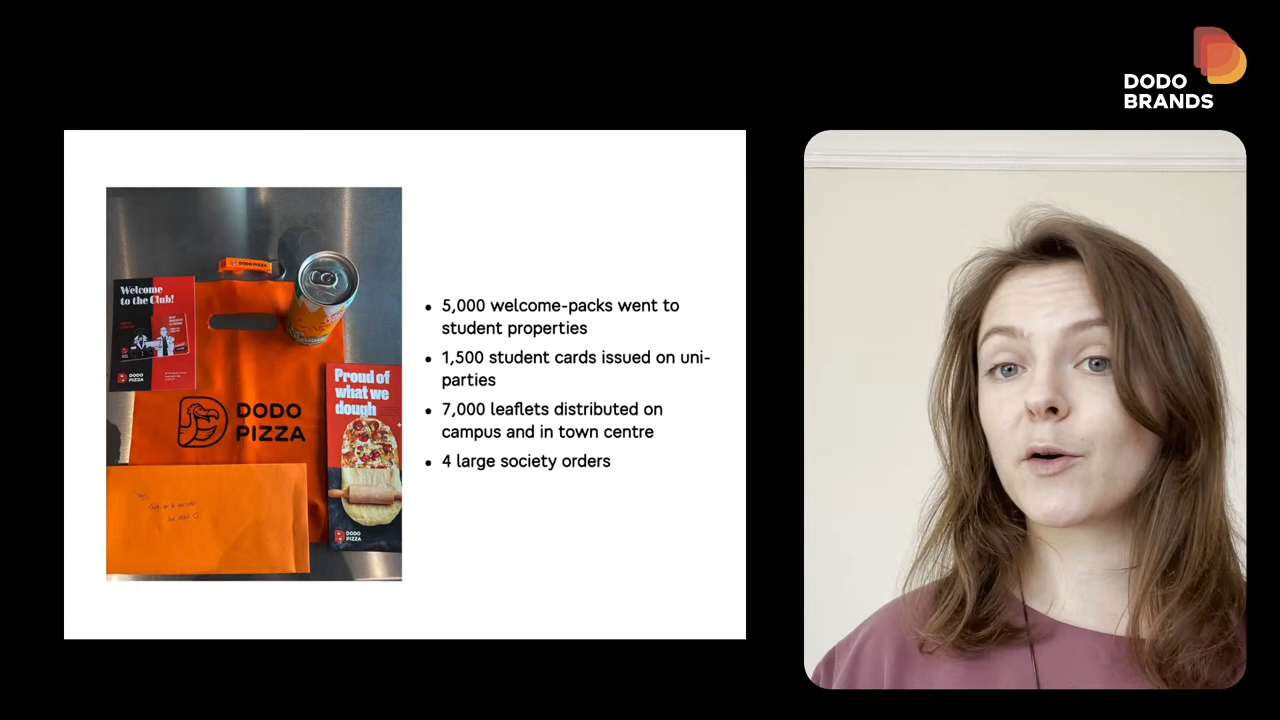 DODO
BRANDS
DODO PIZZA
Welcome
to the Club!
DODO
PIZZA
DODO
PIZZA
Proud of
what we
dough
DODO
PIZZA
5,000 welcome-packs went to
student properties
1,500 student cards issued on uni-
parties
7,000 leaflets distributed on
campus and in town centre
4 large society orders